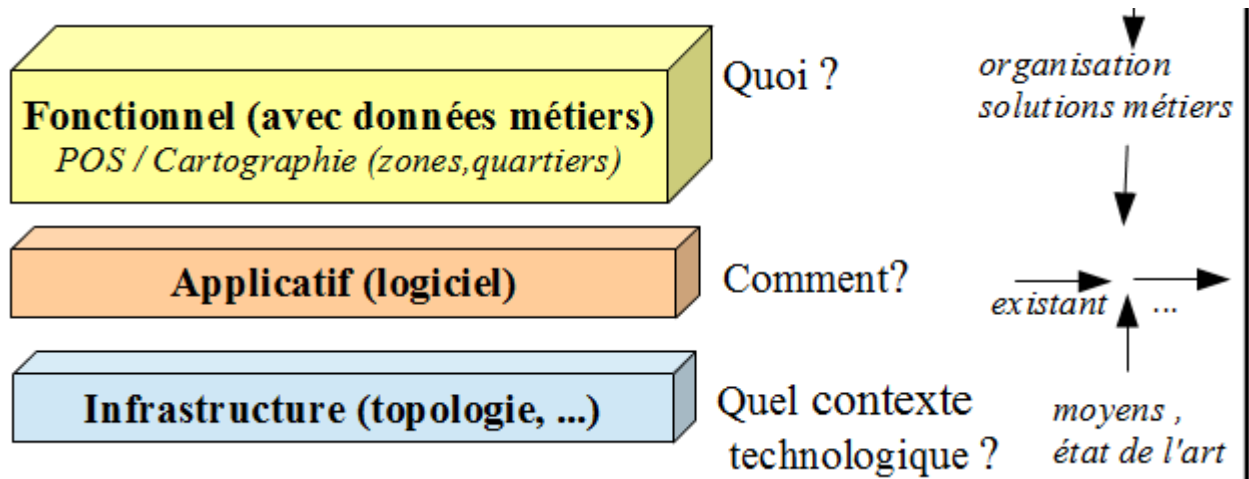 Fonctionnel (avec données métiers)
POS / Cartographie (zones,quartiers)
Quoi ?
organisation
solutions métiers
Applicatif (logiciel)
Comment?
existant
...
Infrastructure (topologie, ...)
Quel contexte
technologique ?
moyens ,
état de l'art